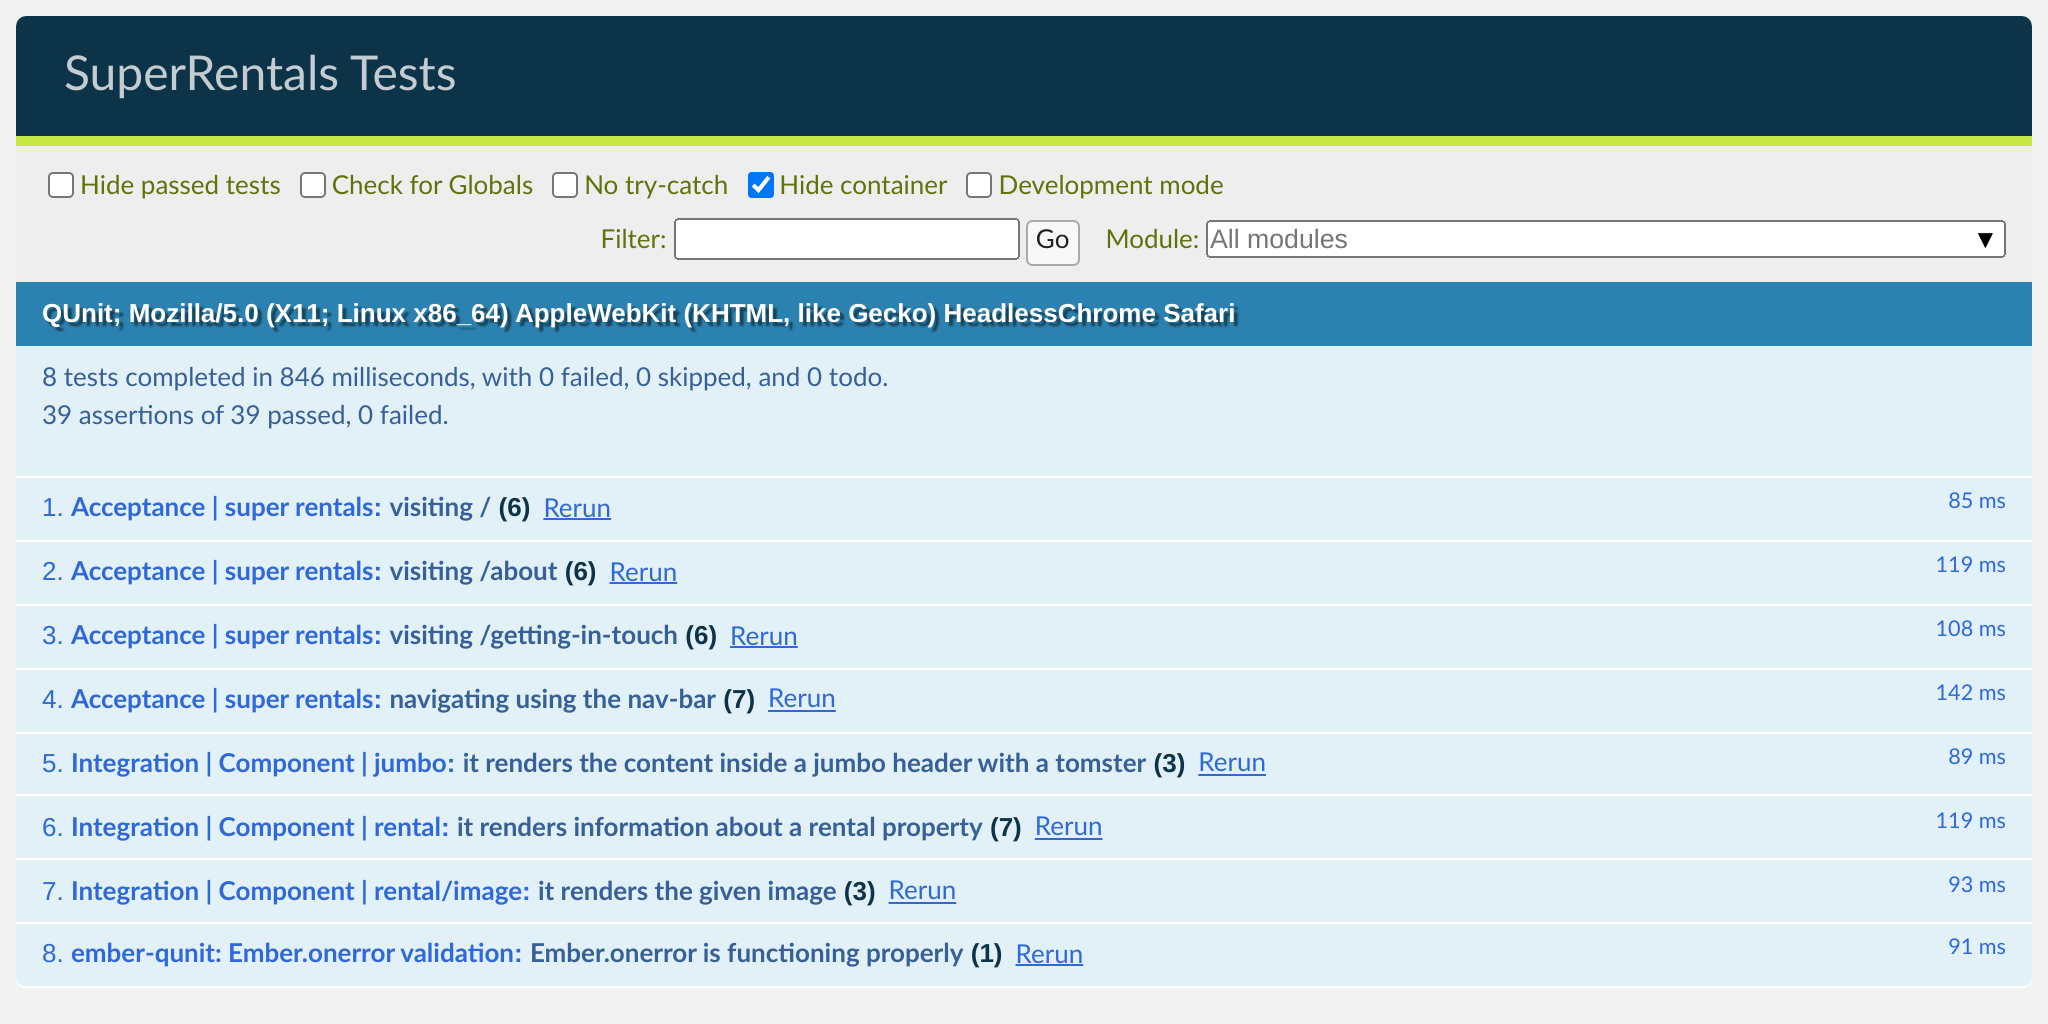 SuperRentals Tests
Hide passed tests Check for Globals No try-catch Hide container Development mode
Filter: Go Module: All modules ▼
QUnit; Mozilla/5.0 (X11; Linux x86_64) AppleWebKit (KHTML, like Gecko) HeadlessChrome Safari
8 tests completed in 846 milliseconds, with 0 failed, 0 skipped, and 0 todo.
39 assertions of 39 passed, 0 failed.
1. Acceptance | super rentals: visiting / (6) Rerun 85 ms
2. Acceptance | super rentals: visiting /about (6) Rerun 119 ms
3. Acceptance | super rentals: visiting /getting-in-touch (6) Rerun 108 ms
4. Acceptance | super rentals: navigating using the nav-bar (7) Rerun 142 ms
5. Integration | Component | jumbo: it renders the content inside a jumbo header with a tomster (3) Rerun 89 ms
6. Integration | Component | rental: it renders information about a rental property (7) Rerun 119 ms
7. Integration | Component | rental/image: it renders the given image (3) Rerun 93 ms
8. ember-qunit: Ember.onerror validation: Ember.onerror is functioning properly (1) Rerun 91 ms